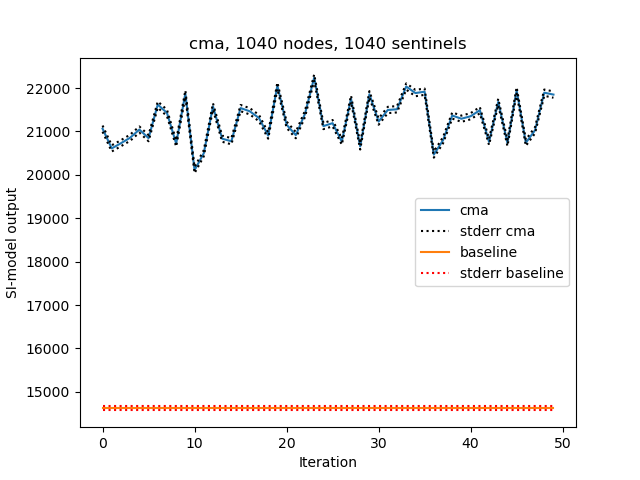 cma, 1040 nodes, 1040 sentinels
SI-model output
22000
21000
20000
19000
18000
17000
16000
15000
cma
stderr cma
baseline
stderr baseline
0 10 20 30 40 50
Iteration